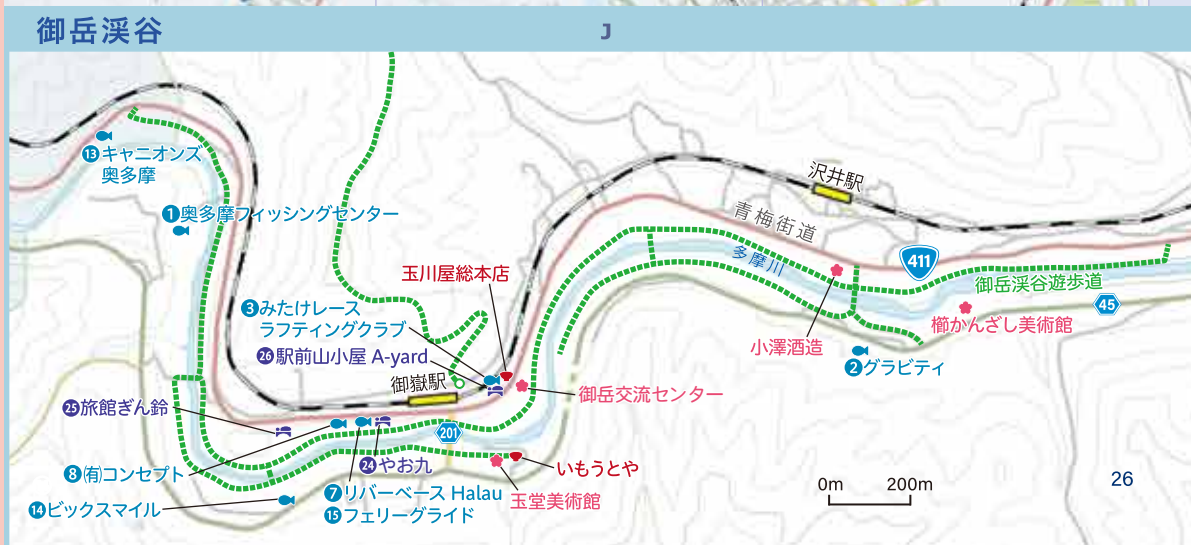 御岳渓谷
J
⑬キャニオンズ
奥多摩
①奥多摩フィッシングセンター
沢井駅
青梅街道
411
多摩川
玉川屋総本店
③みたけレース
ラフティングクラブ
㉖駅前山小屋 A-yard
御嶽駅
御岳渓谷遊歩道
45
櫛かんざし美術館
小澤酒造
②グラビティ
御岳交流センター
㉕旅館ぎん鈴
201
⑧㈲コンセプト
㉔やお九
いもうとや
⑦リバーベース Halau
⑮フェリーグライド
玉堂美術館
⑭ビックスマイル
0m 200m
26